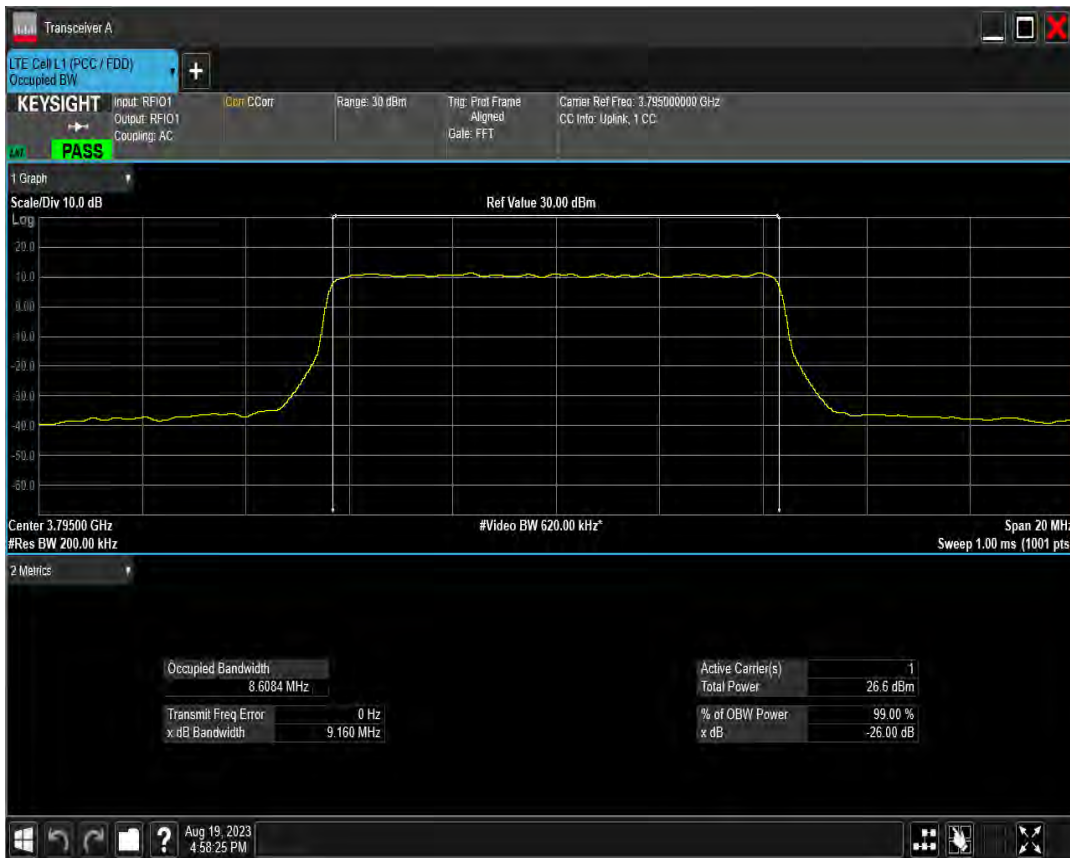 Transceiver A
LTE Cell L1 (PCC / FDD)
Occupied BW
+
KEYSIGHT
Input: RFIO1
Output: RFIO1
Coupling: AC
PASS
Corr CCorr
Range: 30 dBm
Trig: Prot Frame
Aligned
Gate: FFT
Carrier Ref Freq: 3.795000000 GHz
CC Info: Uplink, 1 CC
1 Graph
Scale/Div 10.0 dB
Ref Value 30.00 dBm
Log
20.0
10.0
0.00
-10.0
-20.0
-30.0
-40.0
-50.0
-60.0
Center 3.79500 GHz
#Video BW 620.00 kHz*
Span 20 MHz
#Res BW 200.00 kHz
Sweep 1.00 ms (1001 pts
2 Metrics
Occupied Bandwidth
8.6084 MHz
Transmit Freq Error 0 Hz
x dB Bandwidth 9.160 MHz
Active Carrier(s) 1
Total Power 26.6 dBm
% of OBW Power 99.00 %
x dB -26.00 dB
?
Aug 19, 2023
4:58:25 PM